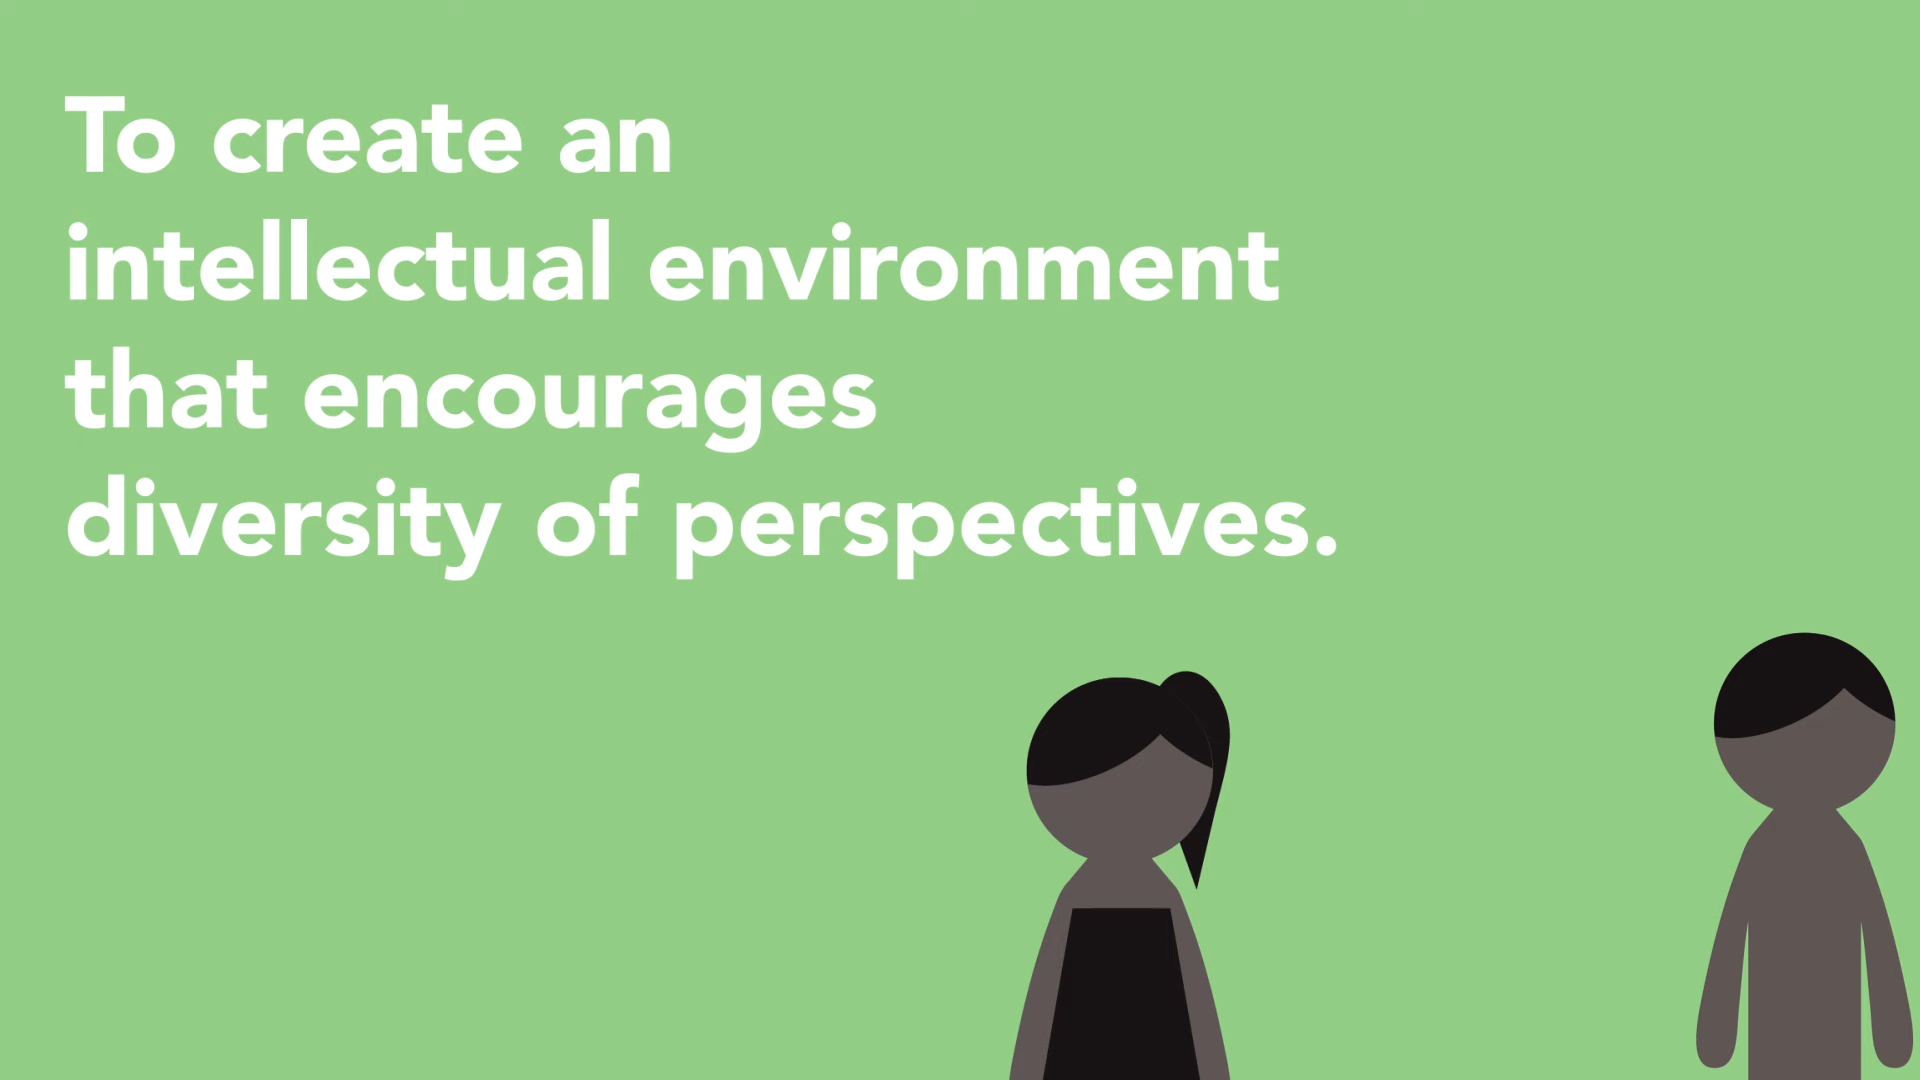 To create an
intellectual environment
that encourages
diversity of perspectives.